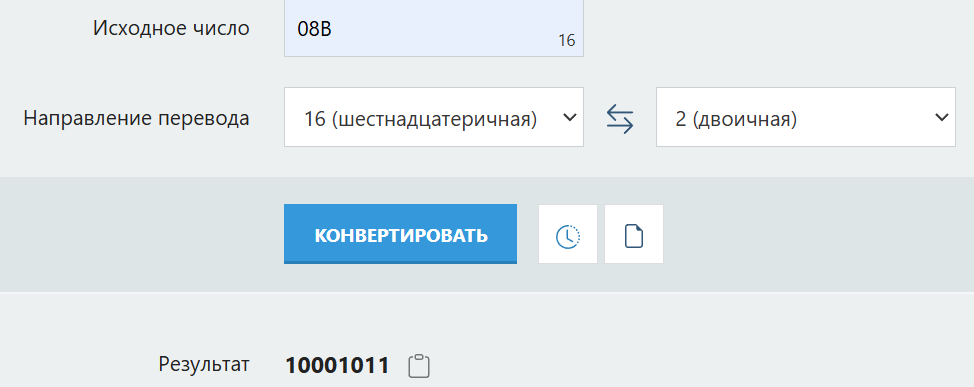 Исходное число 08B 16
Направление перевода 16 (шестнадцатеричная) 2 (двоичная)
КОНВЕРТИРОВАТЬ
Результат 10001011